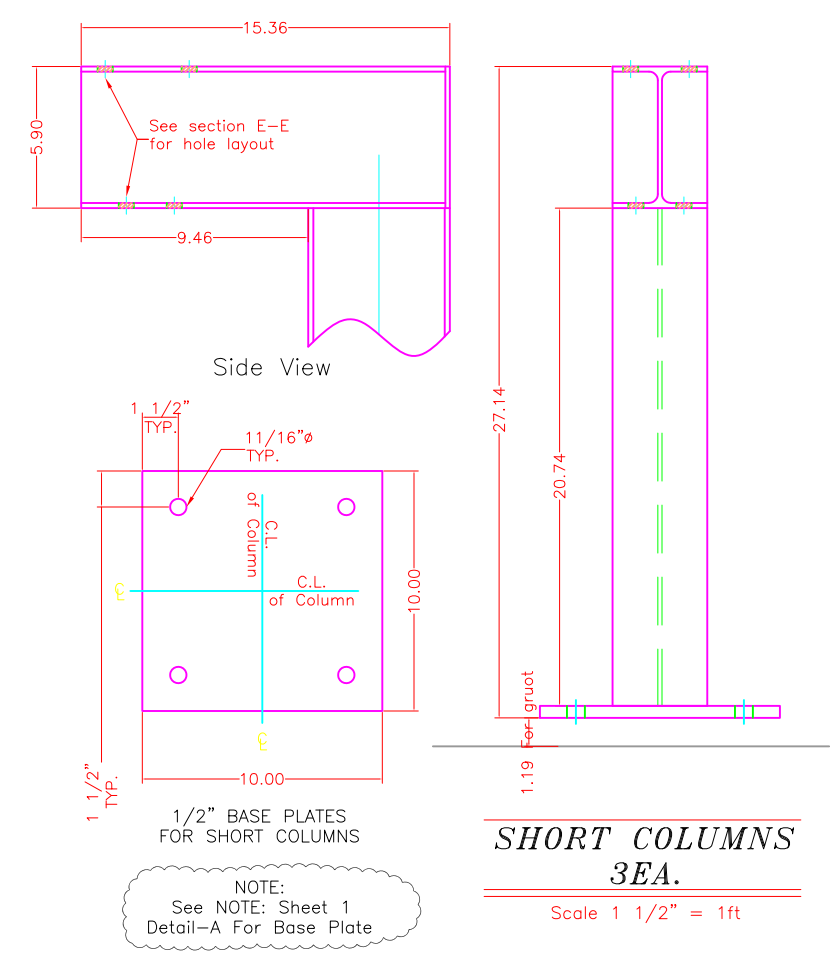 15.36
5.90
See section E-E
for hole layout
9.46
Side View
27.14
20.74
1 1/2"
TYP.
11/16"ø
TYP.
C.L.
of Column
C.L.
of Column
10.00
10.00
1 1/2"
TYP.
℄
℄
1.19 for gruot
1/2" BASE PLATES
FOR SHORT COLUMNS
NOTE:
See NOTE: Sheet 1
Detail-A For Base Plate
SHORT COLUMNS
3EA.
Scale 1 1/2" = 1ft